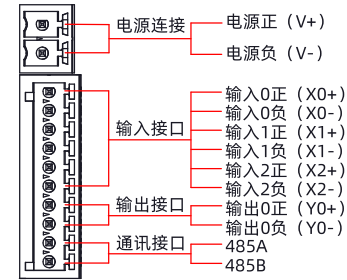 电源连接
电源正（V+）
电源负（V-）
输入接口
输入0正（X0+）
输入0负（X0-）
输入1正（X1+）
输入1负（X1-）
输入2正（X2+）
输入2负（X2-）
输出接口
输出0正（Y0+）
输出0负（Y0-）
通讯接口
485A
485B